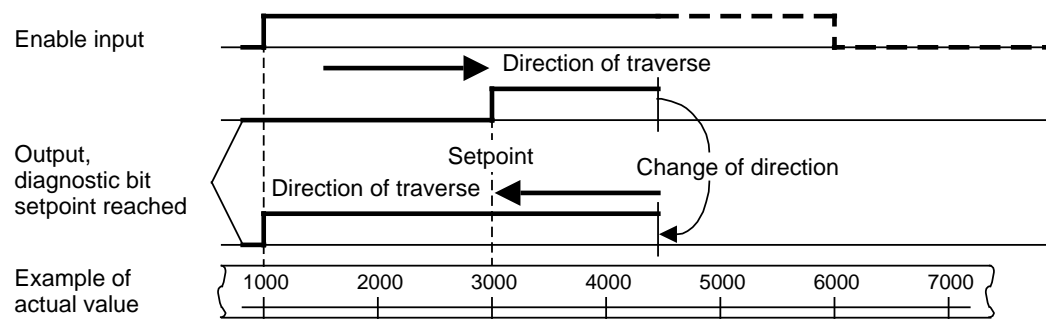 Enable input
Direction of traverse
Output,
diagnostic bit
setpoint reached
Setpoint
Change of direction
Direction of traverse
Example of
actual value
1000 2000 3000 4000 5000 6000 7000